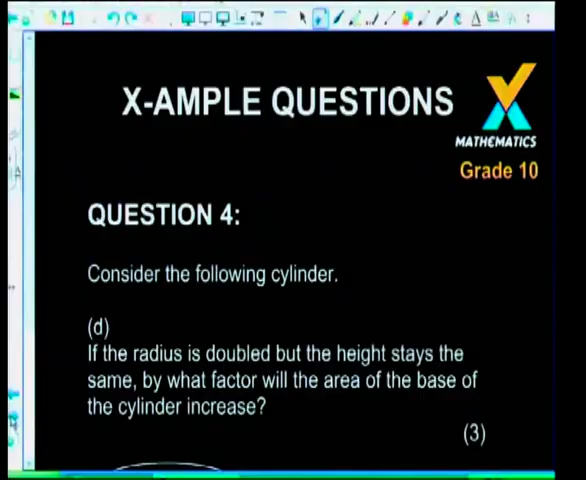 X-AMPLE QUESTIONS
MATHEMATICS
Grade 10
QUESTION 4:
Consider the following cylinder.
(d)
If the radius is doubled but the height stays the
same, by what factor will the area of the base of
the cylinder increase?
(3)